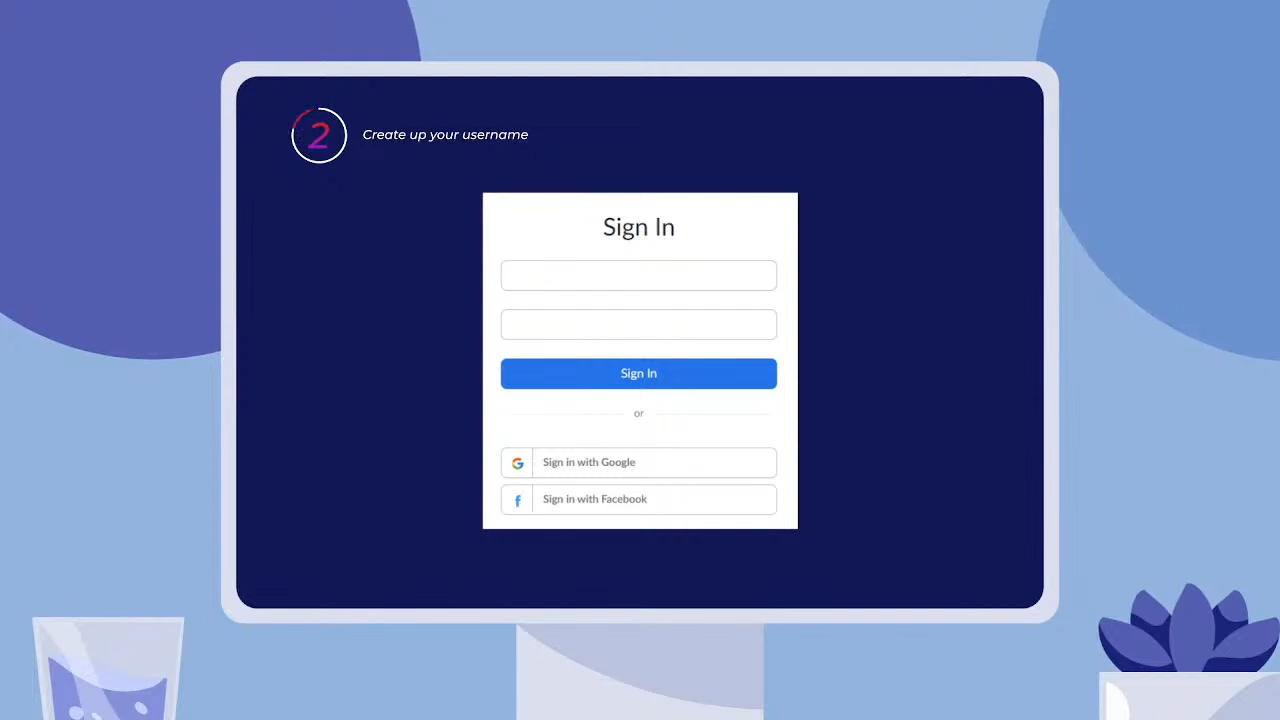 2
Create up your username
Sign In
Sign In
or
Sign in with Google
Sign in with Facebook